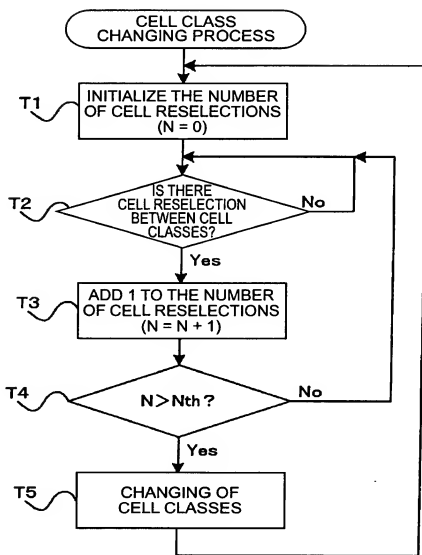 CELL CLASS
CHANGING PROCESS
T1
INITIALIZE THE NUMBER
OF CELL RESELECTIONS
(N = 0)
T2
IS THERE
CELL RESELECTION
BETWEEN CELL
CLASSES?
No
Yes
T3
ADD 1 TO THE NUMBER
OF CELL RESELECTIONS
(N = N + 1)
T4
N>Nth?
No
Yes
T5
CHANGING OF
CELL CLASSES